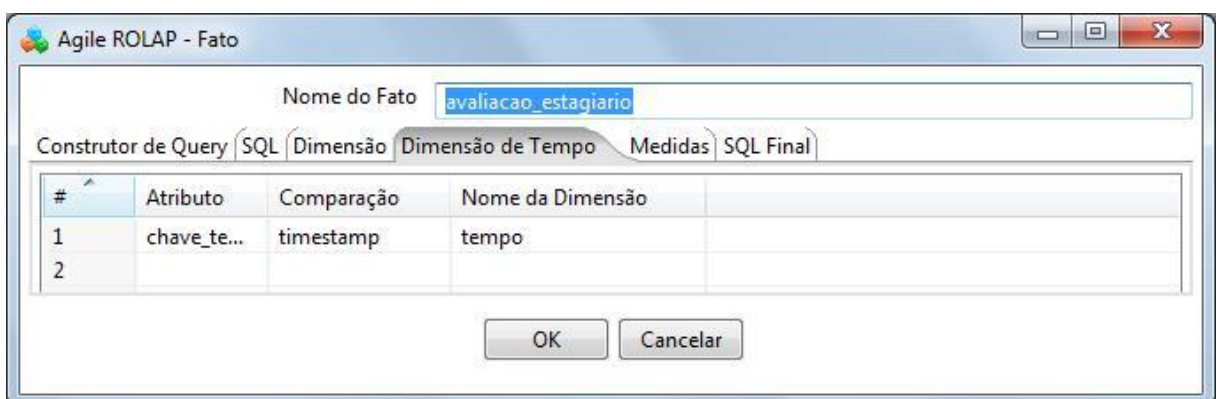 Agile ROLAP - Fato
Nome do Fato avaliacao_estagiario
Construtor de Query SQL Dimensão Dimensão de Tempo Medidas SQL Final
# Atributo Comparação Nome da Dimensão
1 chave_te... timestamp tempo
2
OK Cancelar